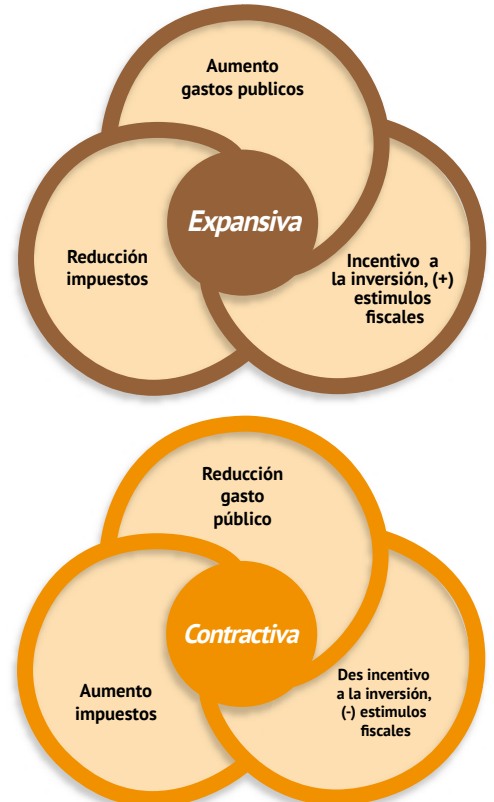 Aumento
gastos publicos
Expansiva
Reducción
impuestos
Incentivo a
la inversión, (+)
estimulos
fiscales
Reducción
gasto
público
Contractiva
Aumento
impuestos
Des incentivo
a la inversión,
(-) estimulos
fiscales